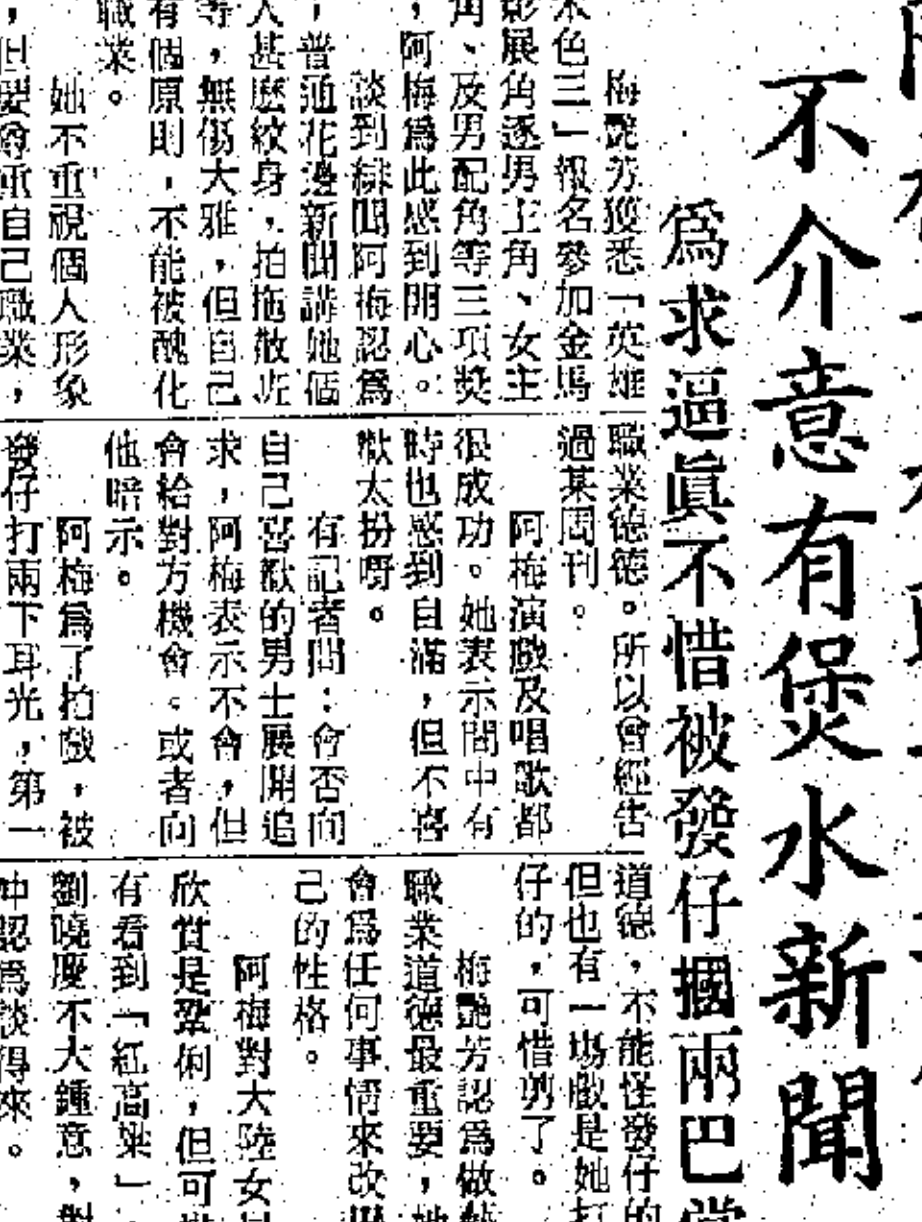 不介意有煲水新聞
為求逼真不惜被發仔摑兩巴掌
梅艷芳獲悉「英雄
本色三」報名參加金馬
影展角逐男主角、女主
角、反男配角等三項獎
，阿梅為此感到開心。
談到緋聞阿梅認為
，普通花邊新聞講她個
人甚麼紋身，拍拖散咗
等，無傷大雅，但自己
有個原則，不能被醜化
職業。
她不重視個人形象
，但要尊重自己職業，
職業德德。所以曾經告
過某周刊。
阿梅演戲及唱歌都
很成功。她表示間中有
時也感到自滿，但不喜
歡太扮嘢。
有記者問：會否向
自己喜歡的男士展開追
求，阿梅表示不會，但
會給對方機會。或者向
他暗示。
阿梅為了拍戲，被
發仔打兩下耳光，第一
道德，不能怪發仔的
但也有一場戲是她打
仔的，可惜剪了。
梅艷芳認為做藝
職業道德最重要，她
會為任何事情來改變
己的性格。
阿梅對大陸女
欣賞是鞏俐，但可
有看到「紅高粱」。
劉曉慶不大鍾意，對
仲認為談得來。